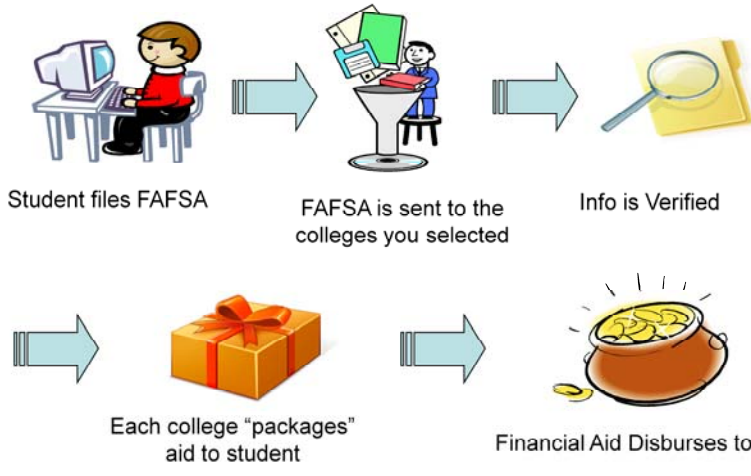 Student files FAFSA
FAFSA is sent to the
colleges you selected
Info is Verified
Each college “packages”
aid to student
Financial Aid Disburses to